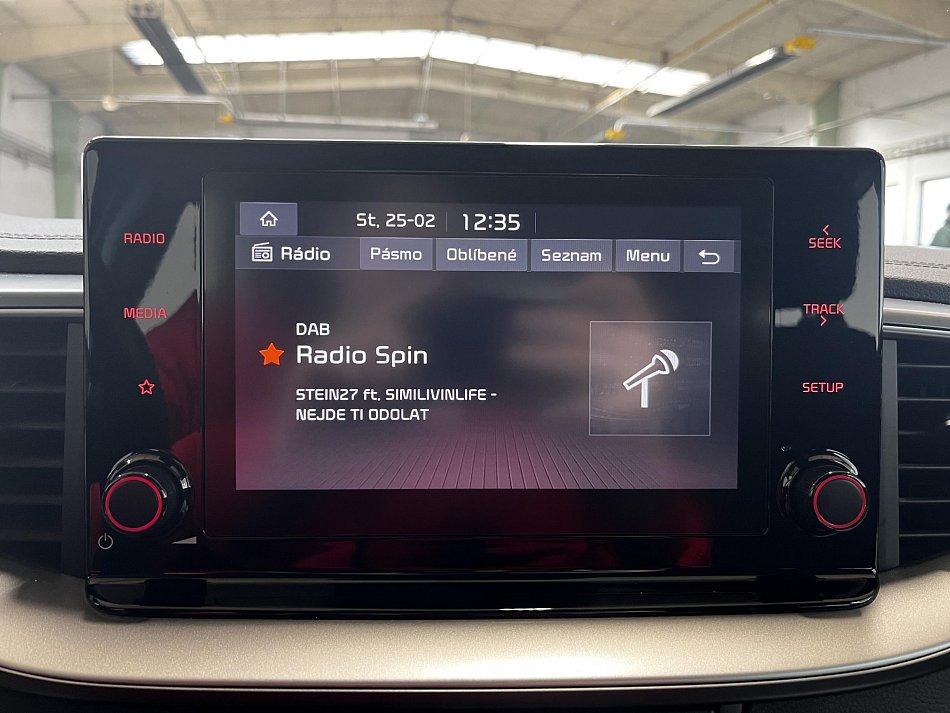 St, 25-02 12:35
Rádio Pásmo Oblíbené Seznam Menu
DAB
Radio Spin
STEIN27 ft. SIMILIVINLIFE -
NEJDE TI ODOLAT
RADIO
MEDIA
SEEK
TRACK
SETUP